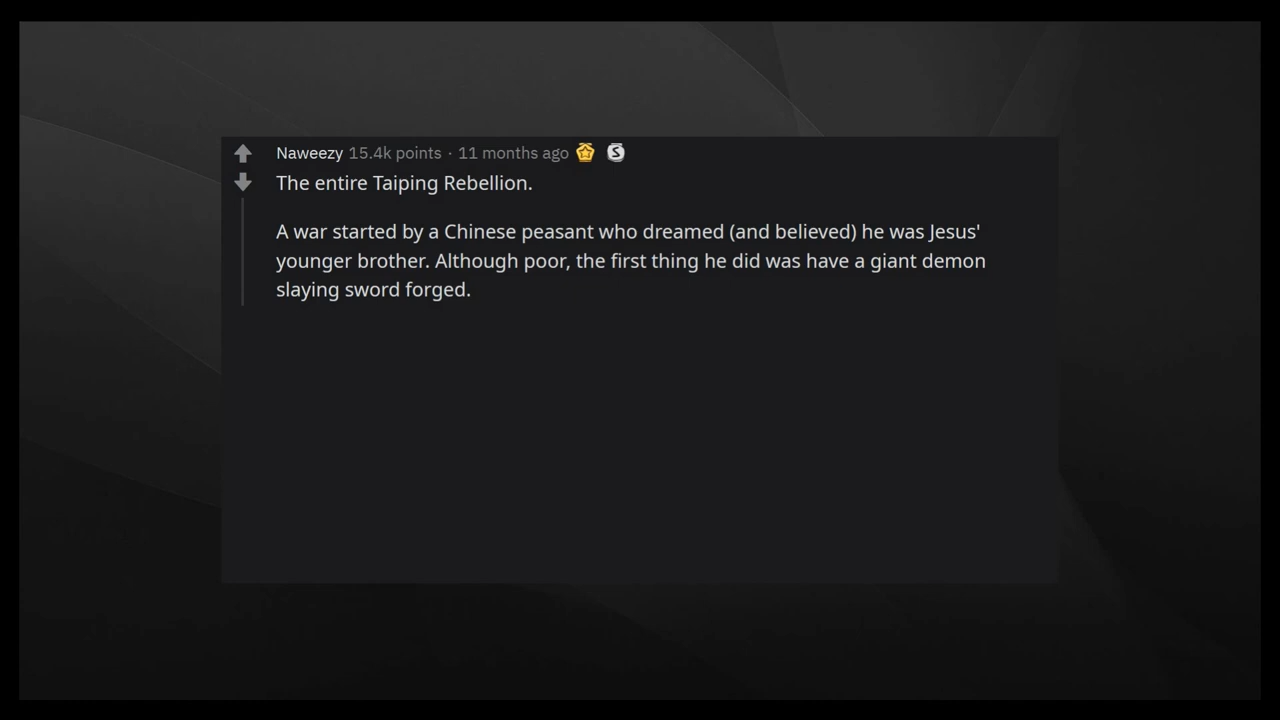 Naweezy 15.4k points · 11 months ago
The entire Taiping Rebellion.
A war started by a Chinese peasant who dreamed (and believed) he was Jesus'
younger brother. Although poor, the first thing he did was have a giant demon
slaying sword forged.